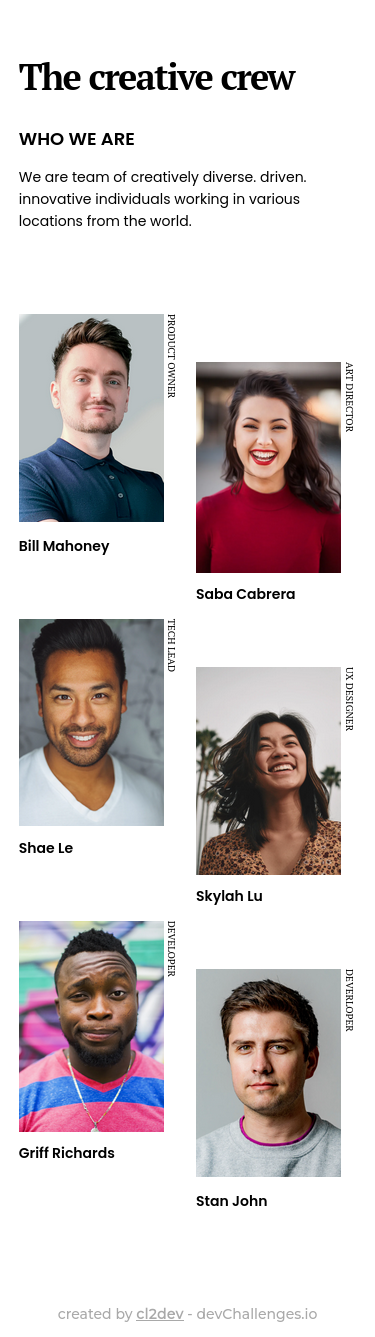 The creative crew
WHO WE ARE
We are team of creatively diverse. driven.
innovative individuals working in various
locations from the world.
PRODUCT OWNER
Bill Mahoney
ART DIRECTOR
Saba Cabrera
TECH LEAD
Shae Le
UX DESIGNER
Skylah Lu
DEVELOPER
Griff Richards
DEVERLOPER
Stan John
created by cl2dev - devChallenges.io